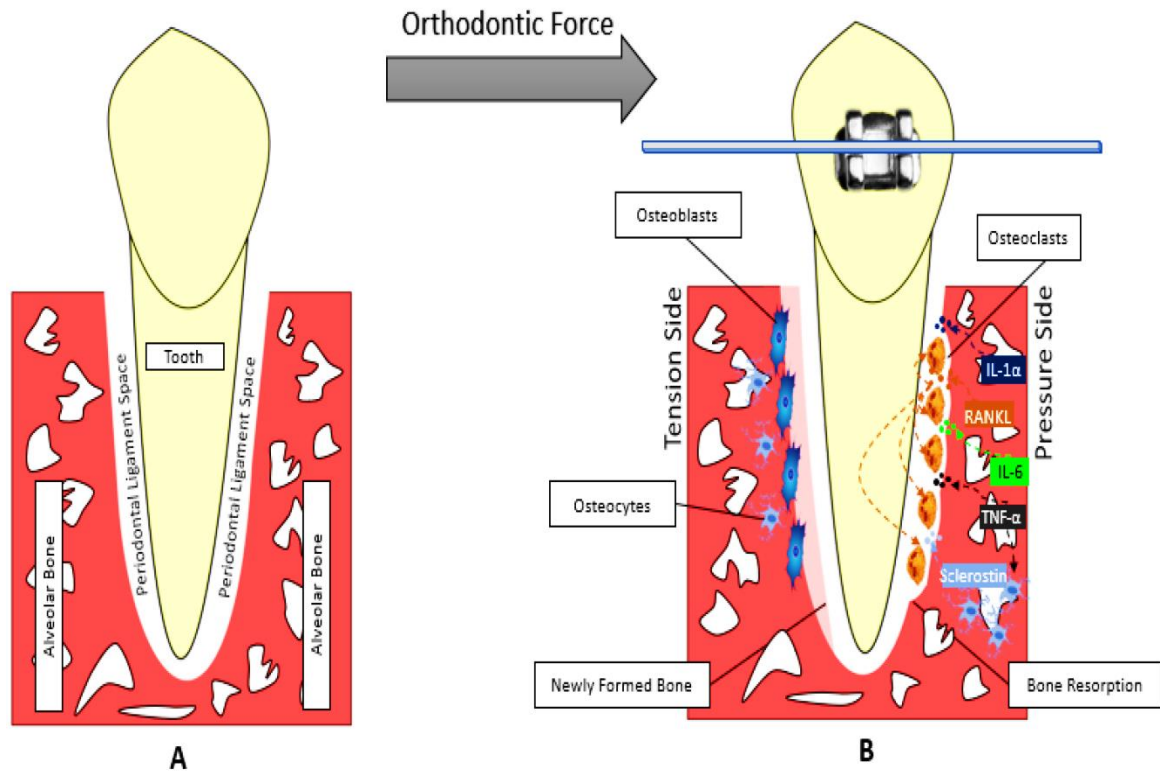 Orthodontic Force
Tooth
Periodontal Ligament Space
Periodontal Ligament Space
Alveolar Bone
Alveolar Bone
A
Osteoblasts
Osteoclasts
Tension Side
Pressure Side
IL-1α
RANKL
IL-6
TNF-α
Osteocytes
Sclerostin
Newly Formed Bone
Bone Resorption
B